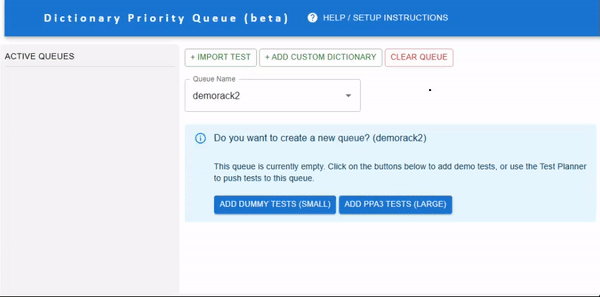 Dictionary Priority Queue (beta)
HELP / SETUP INSTRUCTIONS
ACTIVE QUEUES
+ IMPORT TEST
+ ADD CUSTOM DICTIONARY
CLEAR QUEUE
Queue Name
demorack2
Do you want to create a new queue? (demorack2)
This queue is currently empty. Click on the buttons below to add demo tests, or use the Test Planner
to push tests to this queue.
ADD DUMMY TESTS (SMALL)
ADD PPA3 TESTS (LARGE)